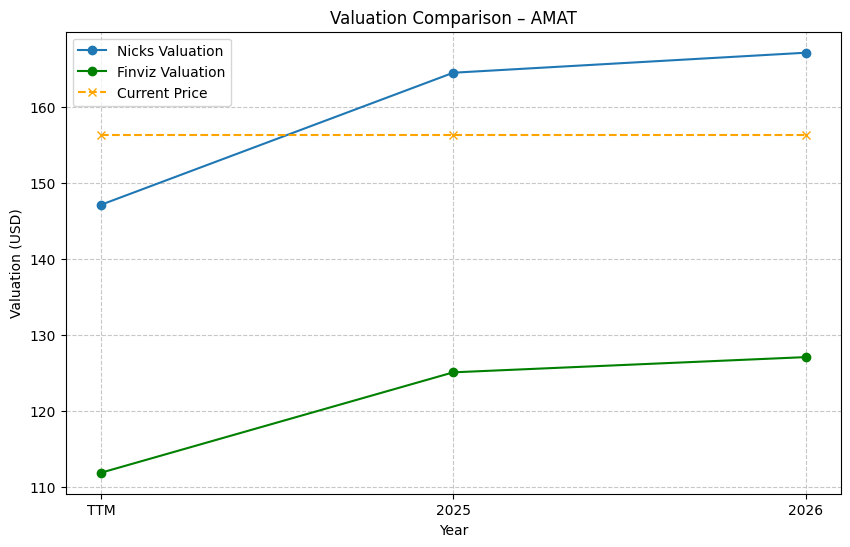 Valuation Comparison – AMAT
Nicks Valuation
Finviz Valuation
Current Price
160
150
140
130
120
110
Valuation (USD)
TTM
2025
2026
Year